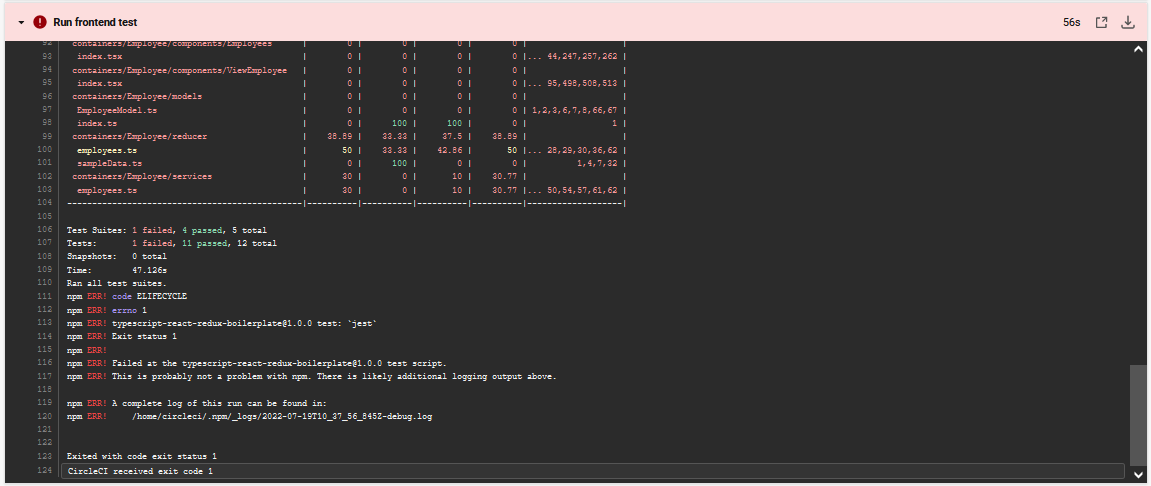 Run frontend test 56s
92 containers/Employee/components/Employees | 0 | 0 | 0 | 0 | |
93 index.tsx | 0 | 0 | 0 | 0 |... 44,247,257,262 |
94 containers/Employee/components/ViewEmployee | 0 | 0 | 0 | 0 | |
95 index.tsx | 0 | 0 | 0 | 0 |... 95,498,508,513 |
96 containers/Employee/models | 0 | 0 | 0 | 0 | |
97 EmployeeModel.ts | 0 | 0 | 0 | 0 | 1,2,3,6,7,8,66,67 |
98 index.ts | 0 | 100 | 100 | 0 | 1 |
99 containers/Employee/reducer | 38.89 | 33.33 | 37.5 | 38.89 | |
100 employees.ts | 50 | 33.33 | 42.86 | 50 |... 28,29,30,36,62 |
101 sampleData.ts | 0 | 100 | 0 | 0 | 1,4,7,32 |
102 containers/Employee/services | 30 | 0 | 10 | 30.77 | |
103 employees.ts | 30 | 0 | 10 | 30.77 |... 50,54,57,61,62 |
104 -----------------------------------------------|----------|----------|----------|----------|-------------------|
105
106 Test Suites: 1 failed, 4 passed, 5 total
107 Tests: 1 failed, 11 passed, 12 total
108 Snapshots: 0 total
109 Time: 47.126s
110 Ran all test suites.
111 npm ERR! code ELIFECYCLE
112 npm ERR! errno 1
113 npm ERR! typescript-react-redux-boilerplate@1.0.0 test: `jest`
114 npm ERR! Exit status 1
115 npm ERR!
116 npm ERR! Failed at the typescript-react-redux-boilerplate@1.0.0 test script.
117 npm ERR! This is probably not a problem with npm. There is likely additional logging output above.
118
119 npm ERR! A complete log of this run can be found in:
120 npm ERR! /home/circleci/.npm/_logs/2022-07-19T10_37_56_845Z-debug.log
121
122
123 Exited with code exit status 1
124 CircleCI received exit code 1